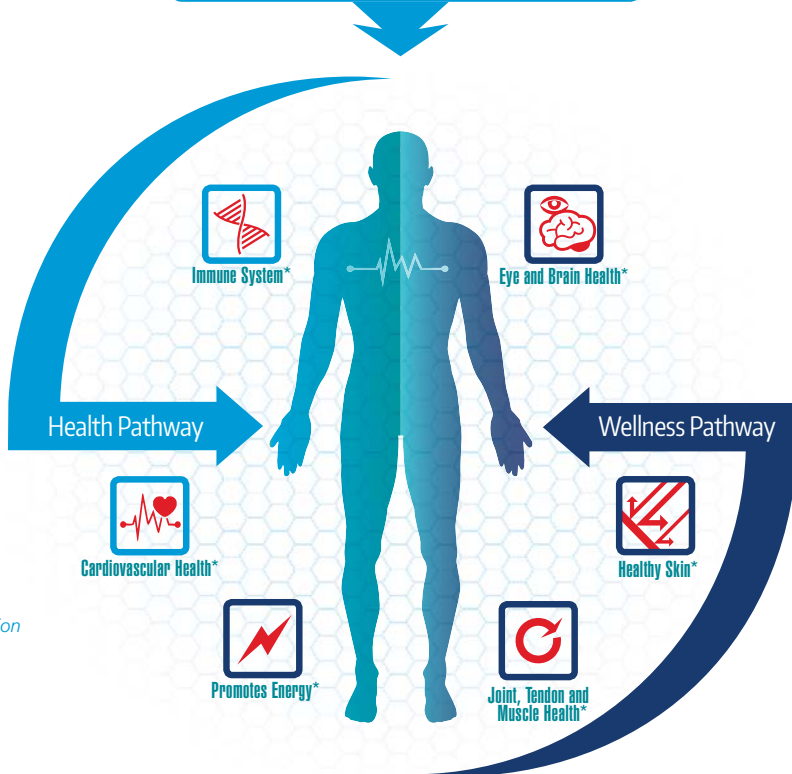 Immune System*
Eye and Brain Health*
Health Pathway
Wellness Pathway
Cardiovascular Health*
Healthy Skin*
Promotes Energy*
Joint, Tendon and
Muscle Health*